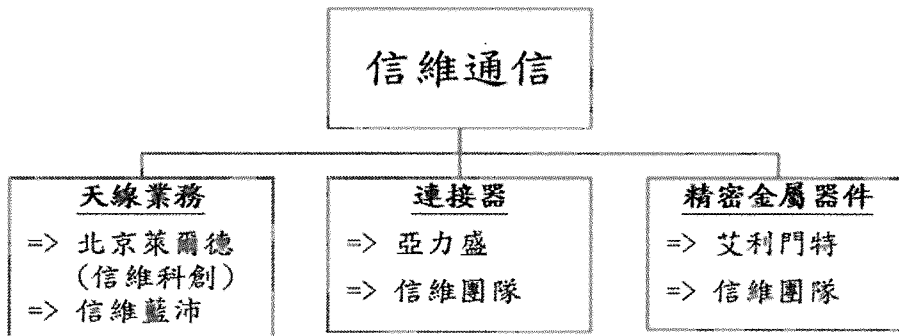 信維通信
天線業務
=> 北京萊爾德
(信維科創)
=> 信維藍沛
連接器
=> 亞力盛
=> 信維團隊
精密金屬器件
=> 艾利門特
=> 信維團隊